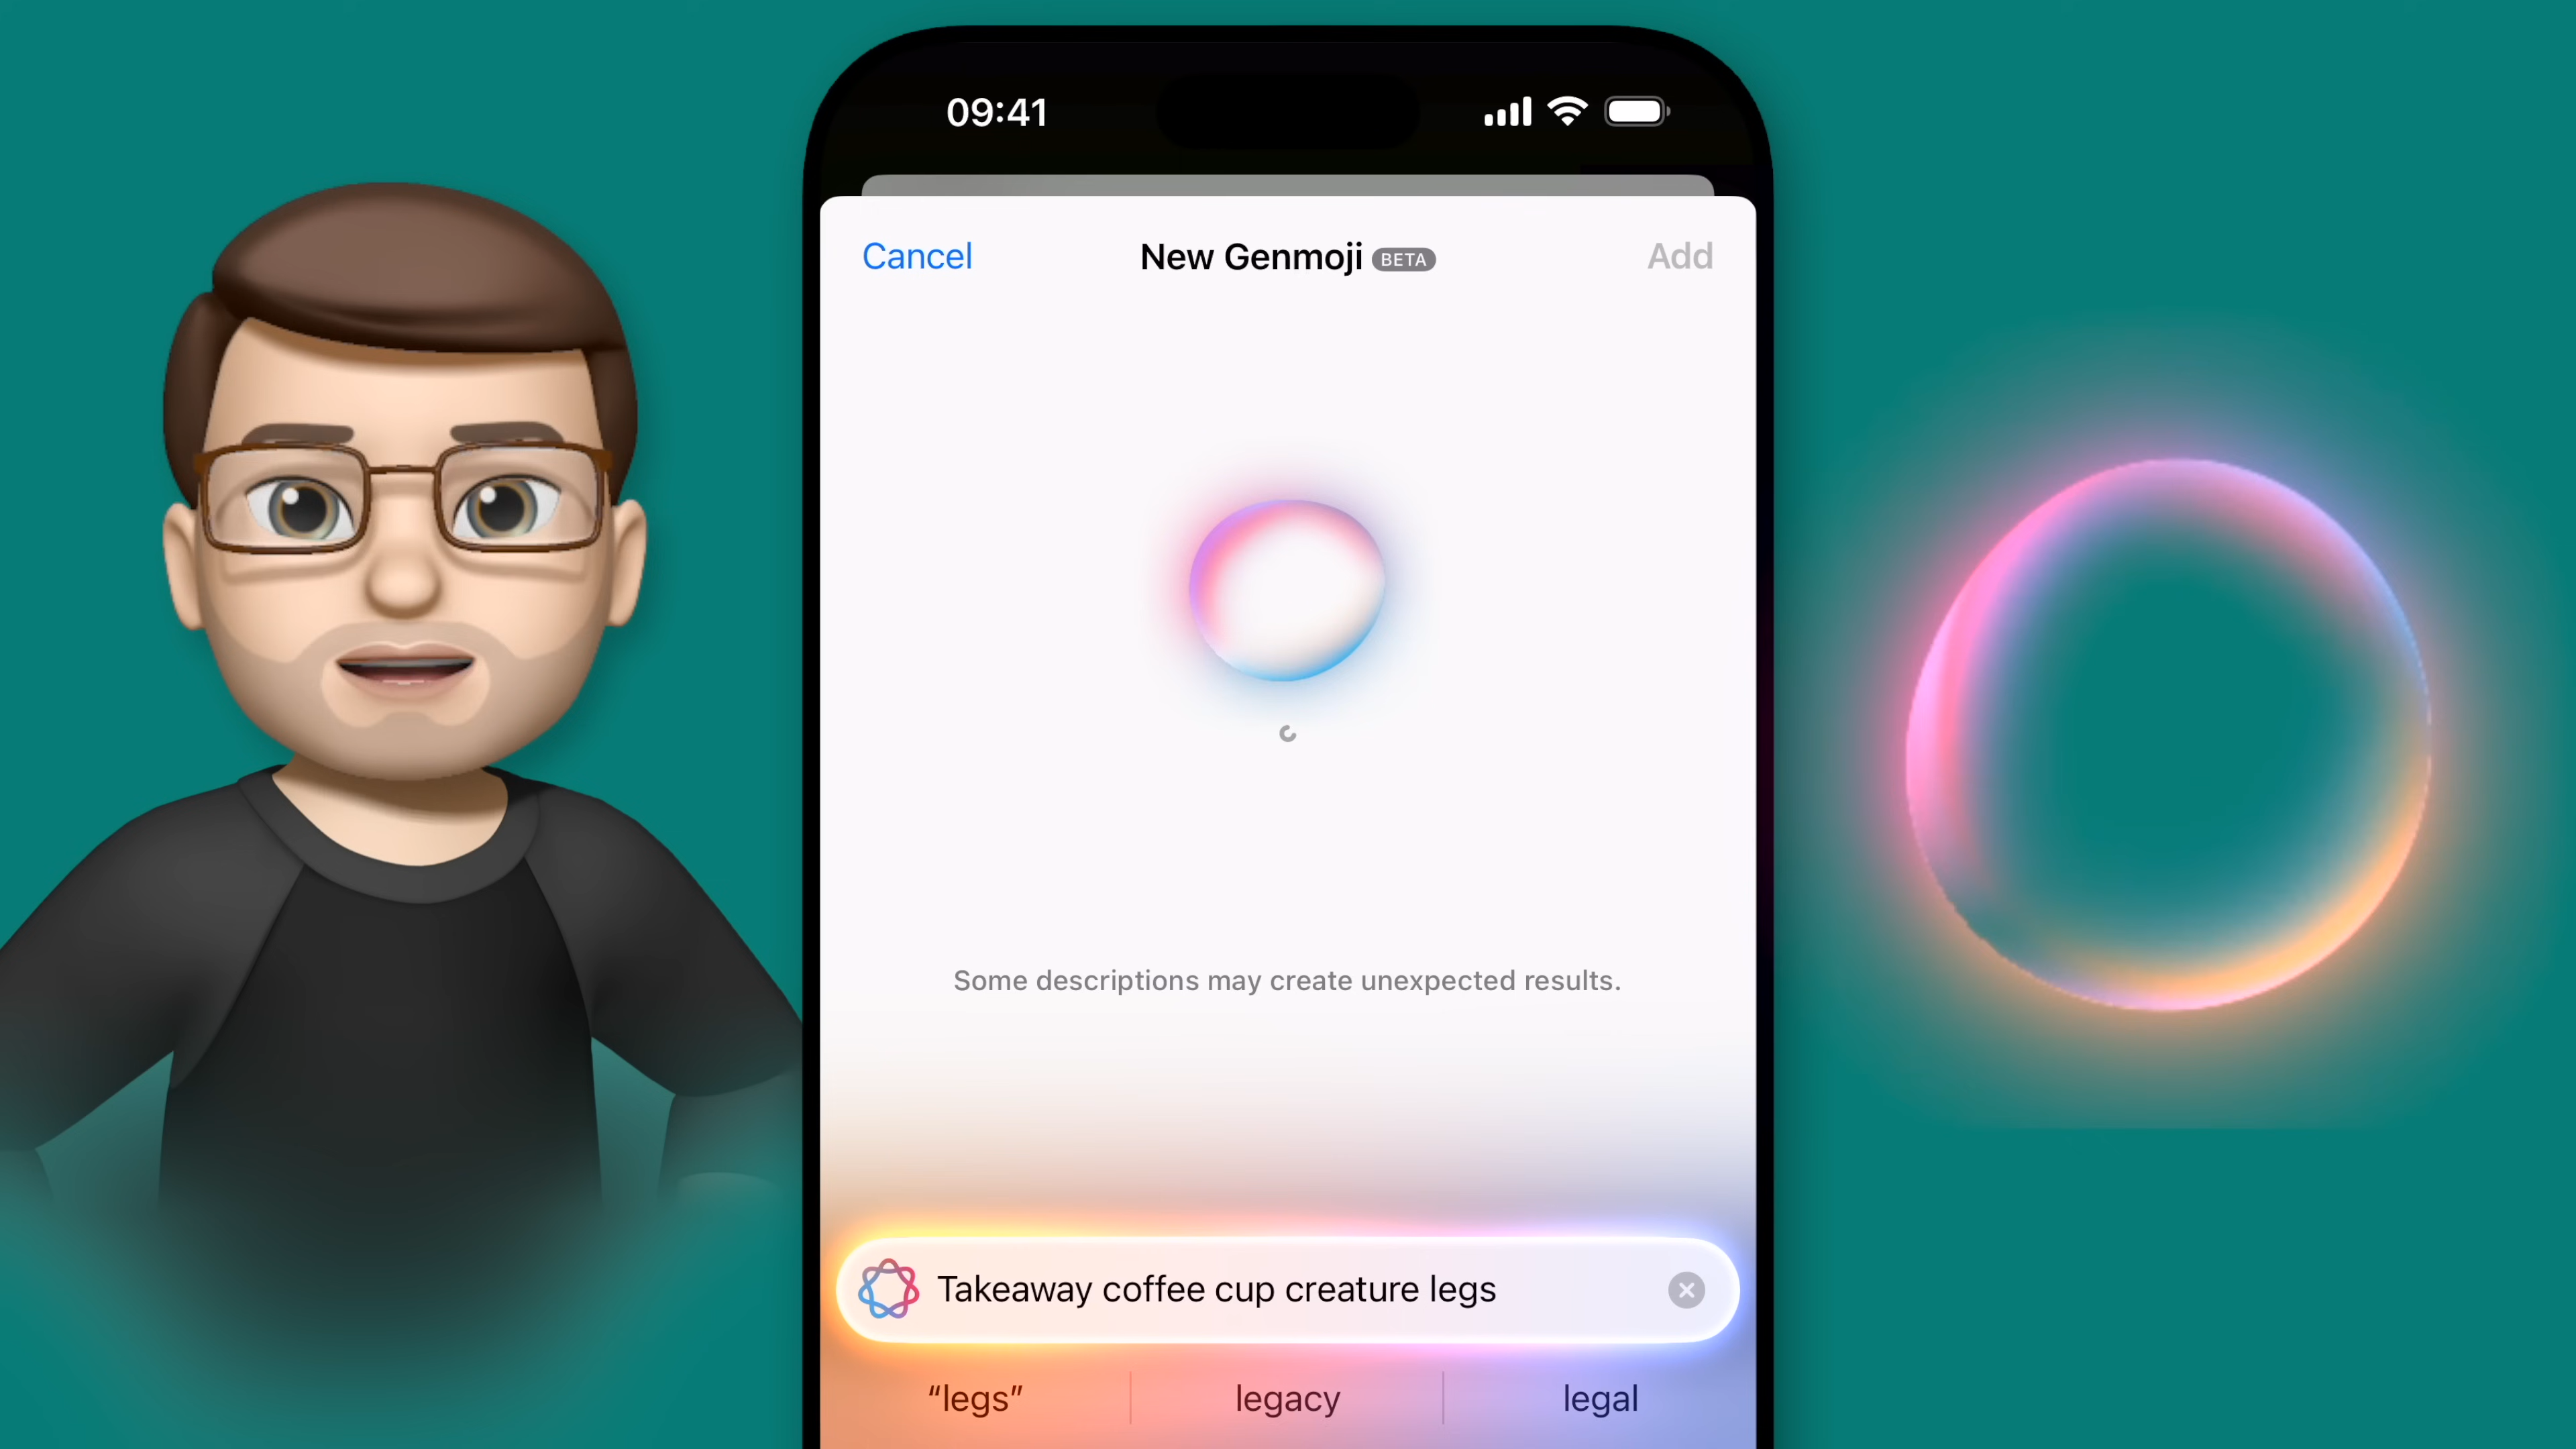 09:41
Cancel New Genmoji BETA Add
Some descriptions may create unexpected results.
Takeaway coffee cup creature legs
“legs” legacy legal